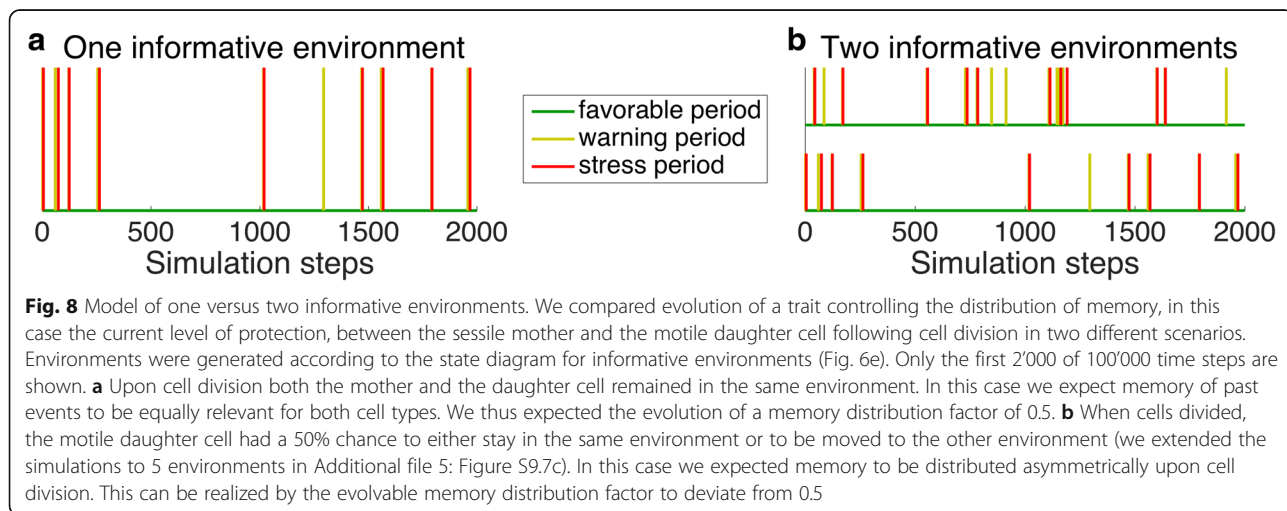 a One informative environment
b Two informative environments
favorable period
warning period
stress period
0 500 1000 1500 2000
Simulation steps
0 500 1000 1500 2000
Simulation steps
Fig. 8 Model of one versus two informative environments. We compared evolution of a trait controlling the distribution of memory, in this
case the current level of protection, between the sessile mother and the motile daughter cell following cell division in two different scenarios.
Environments were generated according to the state diagram for informative environments (Fig. 6e). Only the first 2'000 of 100'000 time steps are
shown. a Upon cell division both the mother and the daughter cell remained in the same environment. In this case we expect memory of past
events to be equally relevant for both cell types. We thus expected the evolution of a memory distribution factor of 0.5. b When cells divided,
the motile daughter cell had a 50% chance to either stay in the same environment or to be moved to the other environment (we extended the
simulations to 5 environments in Additional file 5: Figure S9.7c). In this case we expected memory to be distributed asymmetrically upon cell
division. This can be realized by the evolvable memory distribution factor to deviate from 0.5